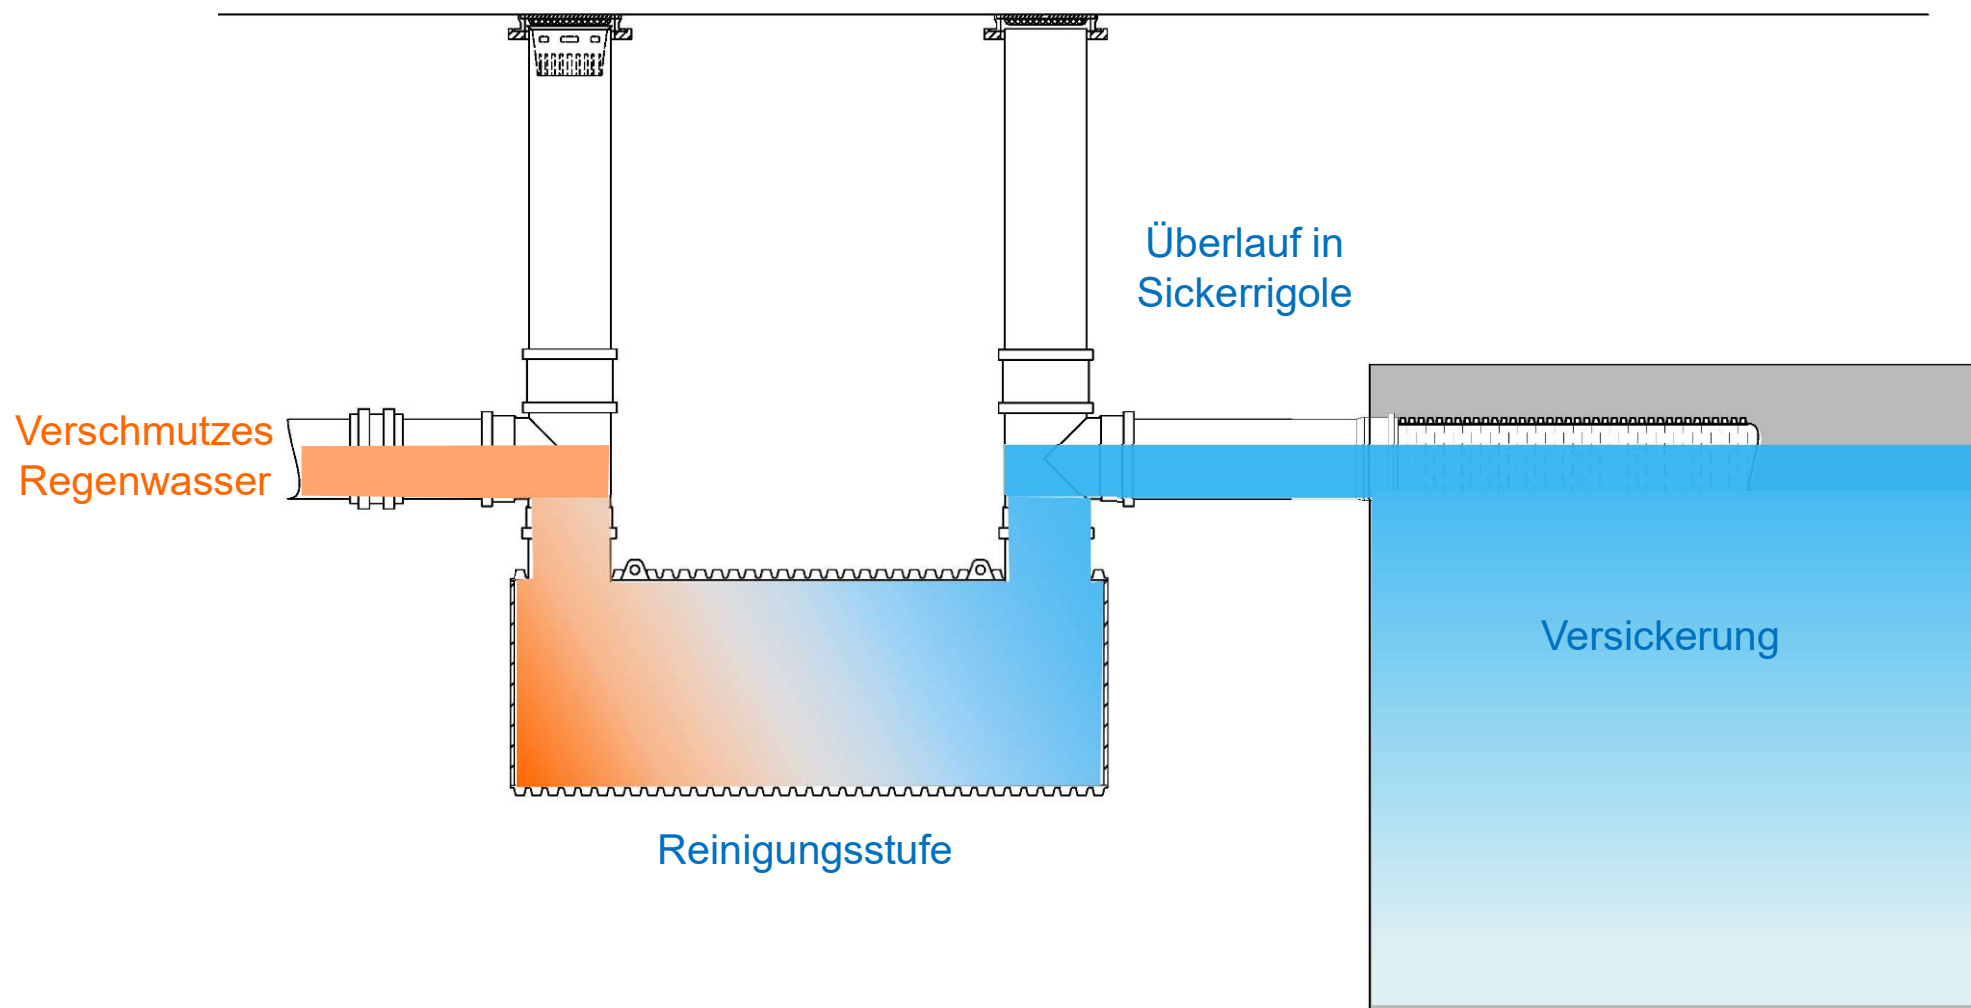 Überlauf in
Sickerrigole
Verschmutzes
Regenwasser
Versickerung
Reinigungsstufe